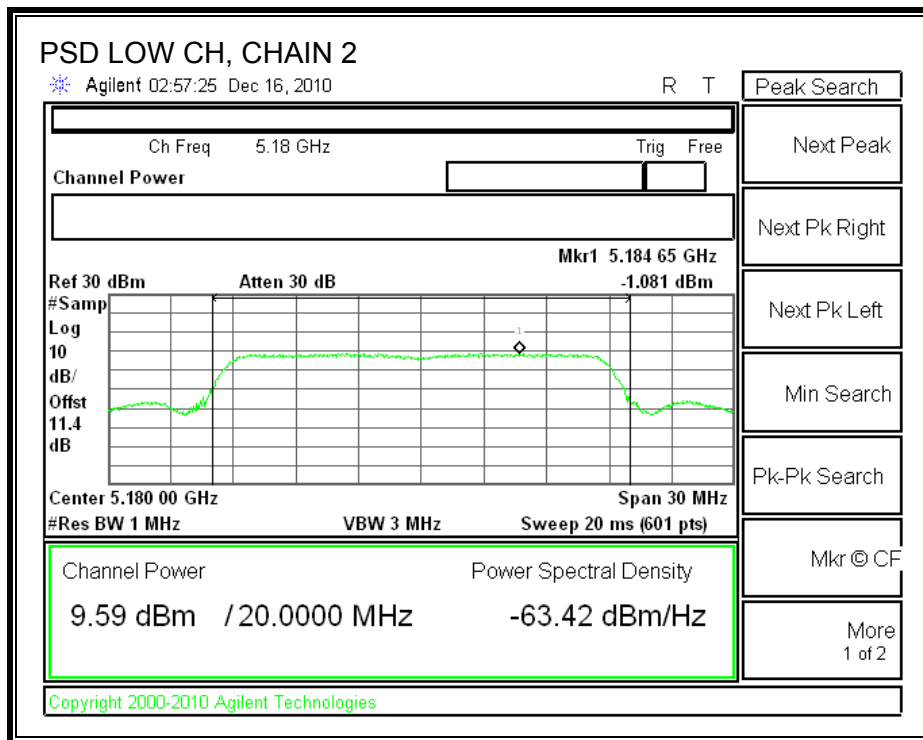 PSD LOW CH, CHAIN 2
Agilent 02:57:25 Dec 16, 2010 R T
Peak Search
Ch Freq 5.18 GHz Trig Free
Channel Power
Next Peak
Next Pk Right
Mkr1 5.184 65 GHz
Ref 30 dBm Atten 30 dB -1.081 dBm
#Samp
Log
10
dB/
Offst
11.4
dB
1
Next Pk Left
Min Search
Pk-Pk Search
Center 5.180 00 GHz Span 30 MHz
#Res BW 1 MHz VBW 3 MHz Sweep 20 ms (601 pts)
Channel Power Power Spectral Density
9.59 dBm / 20.0000 MHz -63.42 dBm/Hz
Mkr © CF
More
1 of 2
Copyright 2000-2010 Agilent Technologies